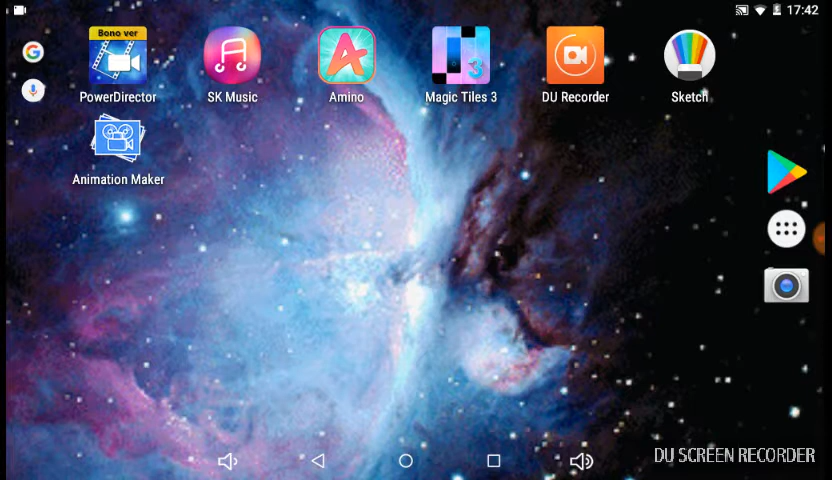 17:42
Bono ver
PowerDirector
SK Music
Amino
Magic Tiles 3
DU Recorder
Sketch
Animation Maker
DU SCREEN RECORDER